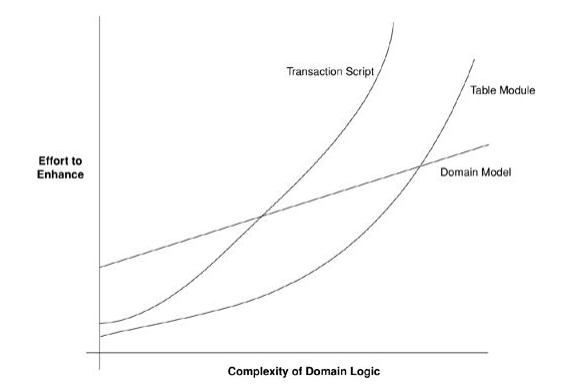 Transaction Script
Table Module
Effort to
Enhance
Domain Model
Complexity of Domain Logic